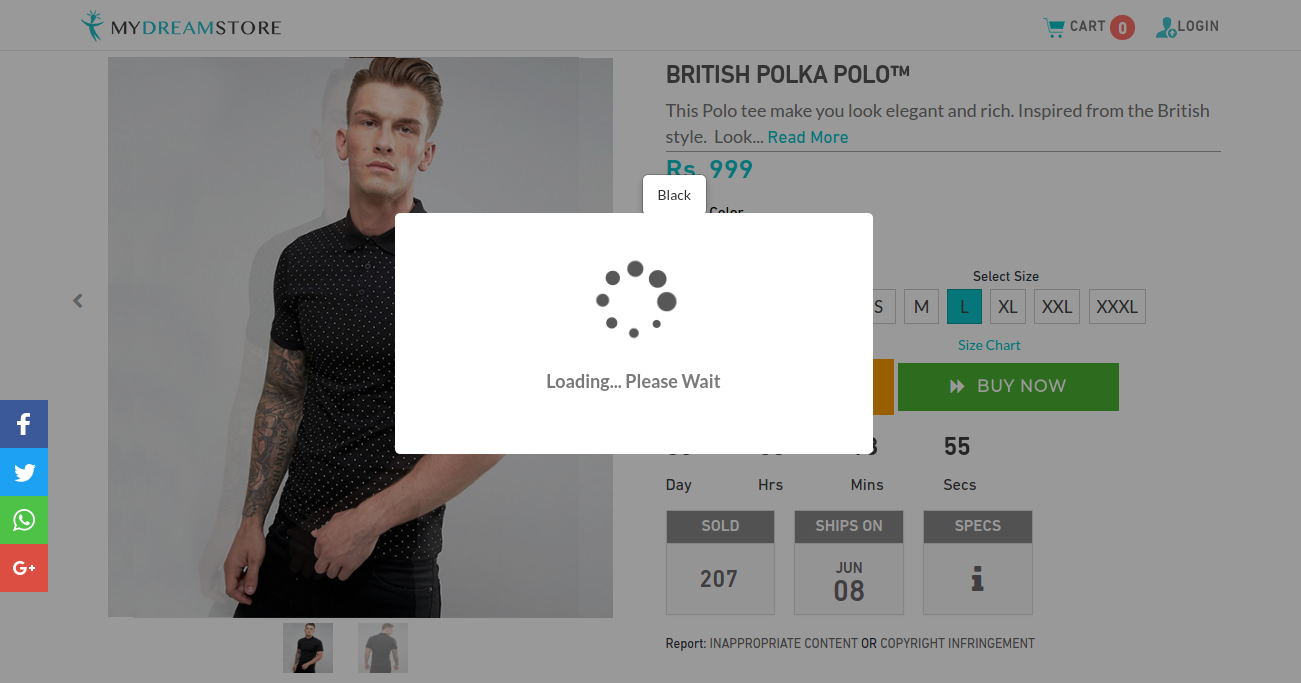 MYDREAMSTORE
CART 0
LOGIN
BRITISH POLKA POLO™
This Polo tee make you look elegant and rich. Inspired from the British
style. Look... Read More
Rs. 999
Black
Color
Select Size
S M L XL XXL XXXL
Loading... Please Wait
Size Chart
BUY NOW
55
Day Hrs Mins Secs
SOLD SHIPS ON SPECS
207 JUN
08
Report: INAPPROPRIATE CONTENT OR COPYRIGHT INFRINGEMENT